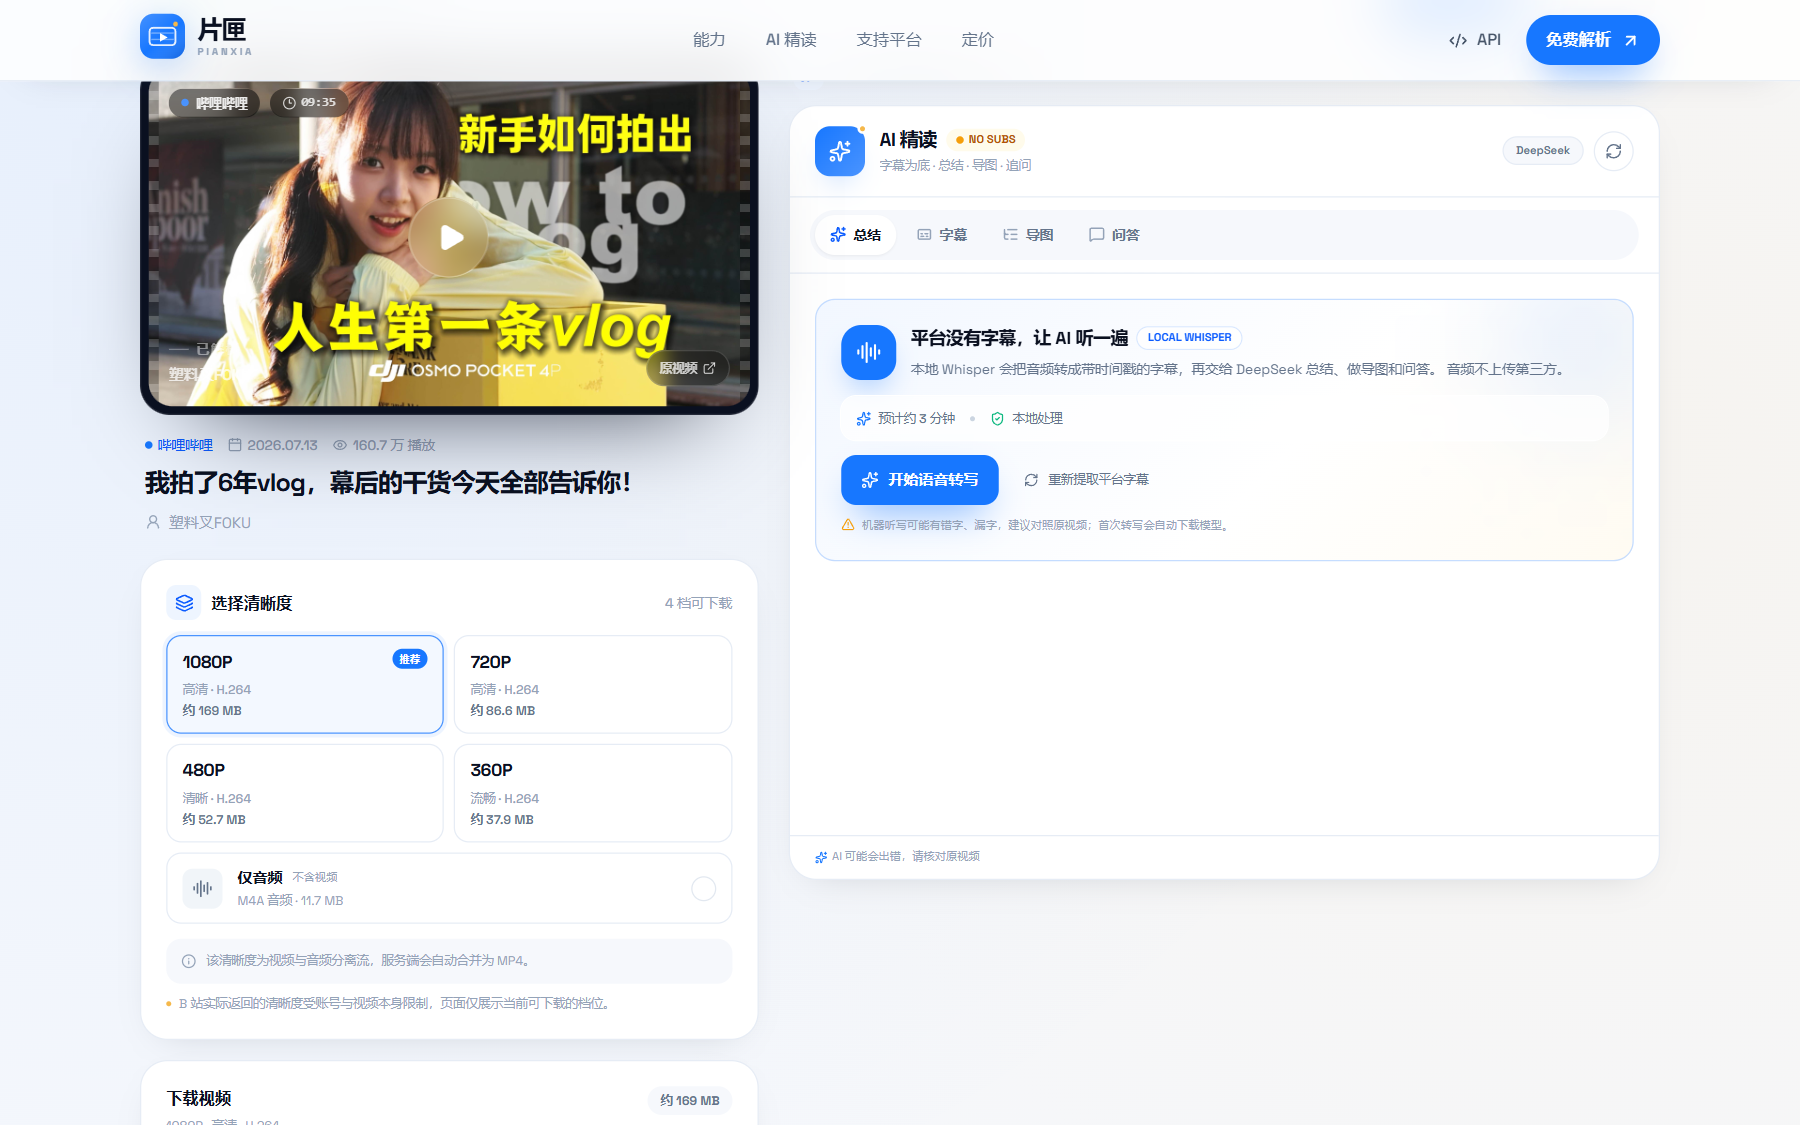 片匣
PIANXIA
能力
AI 精读
支持平台
定价
API
免费解析
哔哩哔哩
09:35
新手如何拍出
ow to
og
人生第一条vlog
OSMO POCKET 4P
原视频
哔哩哔哩
2026.07.13
160.7 万 播放
我拍了6年vlog，幕后的干货今天全部告诉你！
塑料叉FOKU
选择清晰度
4 档可下载
1080P
推荐
高清 · H.264
约 169 MB
720P
高清 · H.264
约 86.6 MB
480P
清晰 · H.264
约 52.7 MB
360P
流畅 · H.264
约 37.9 MB
仅音频
不含视频
M4A 音频 · 11.7 MB
该清晰度为视频与音频分离流，服务端会自动合并为 MP4。
B 站实际返回的清晰度受账号与视频本身限制，页面仅展示当前可下载的档位。
下载视频
约 169 MB
1080P · 高清 · H.264
AI 精读
NO SUBS
字幕为底 · 总结 · 导图 · 追问
DeepSeek
总结
字幕
导图
问答
平台没有字幕，让 AI 听一遍
LOCAL WHISPER
本地 Whisper 会把音频转成带时间戳的字幕，再交给 DeepSeek 总结、做导图和问答。 音频不上传第三方。
预计约 3 分钟
本地处理
开始语音转写
重新提取平台字幕
机器听写可能有错字、漏字，建议对照原视频；首次转写会自动下载模型。
AI 可能会出错，请核对原视频